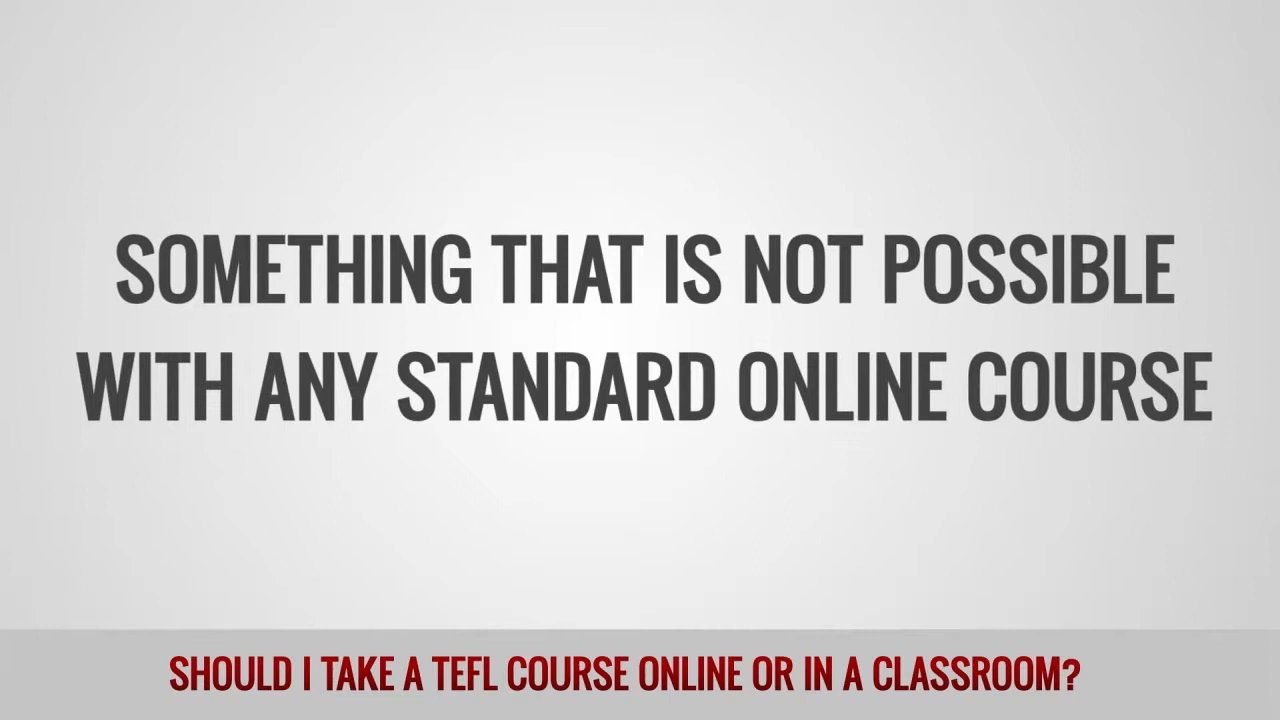 SOMETHING THAT IS NOT POSSIBLE
WITH ANY STANDARD ONLINE COURSE
SHOULD I TAKE A TEFL COURSE ONLINE OR IN A CLASSROOM?